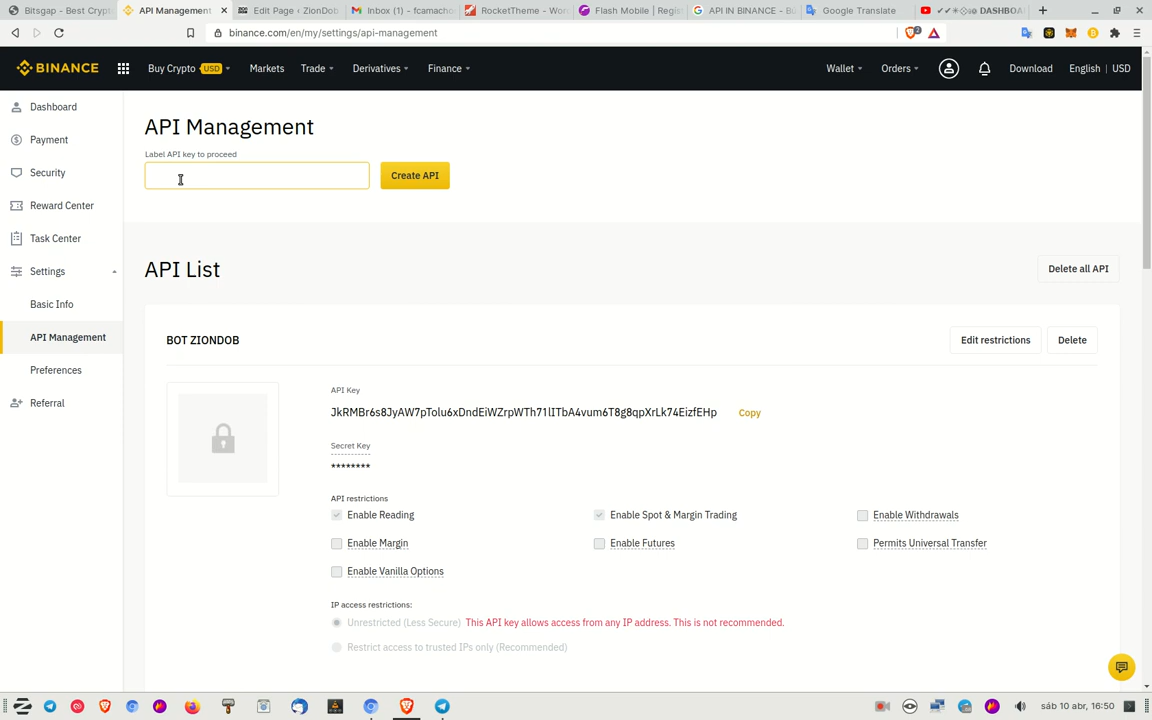 Bitsgap - Best Crypt
API Management
Edit Page ‹ ZionDob
Inbox (1) - fcamacho
RocketTheme - Wor
Flash Mobile | Regis
API IN BINANCE - Bú
Google Translate
DASHBOA
binance.com/en/my/settings/api-management
2
BINANCE
Buy Crypto USD
Markets
Trade
Derivatives
Finance
Wallet
Orders
Download
English | USD
Dashboard
Payment
Security
Reward Center
Task Center
Settings
Basic Info
API Management
Preferences
Referral
API Management
Label API key to proceed
Create API
API List
Delete all API
BOT ZIONDOB
Edit restrictions
Delete
API Key
JkRMBr6s8JyAW7pTolu6xDndEiWZrpWTh71lITbA4vum6T8g8qpXrLk74EizfEHp
Copy
Secret Key
********
API restrictions
Enable Reading
Enable Spot & Margin Trading
Enable Withdrawals
Enable Margin
Enable Futures
Permits Universal Transfer
Enable Vanilla Options
IP access restrictions:
Unrestricted (Less Secure) This API key allows access from any IP address. This is not recommended.
Restrict access to trusted IPs only (Recommended)
sáb 10 abr, 16:50